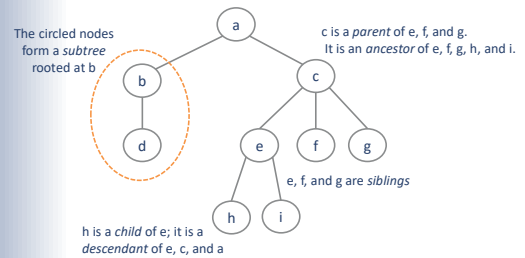 The circled nodes
form a subtree
rooted at b
a
c is a parent of e, f, and g.
It is an ancestor of e, f, g, h, and i.
b
c
d
e
f
g
e, f, and g are siblings
h
i
h is a child of e; it is a
descendant of e, c, and a